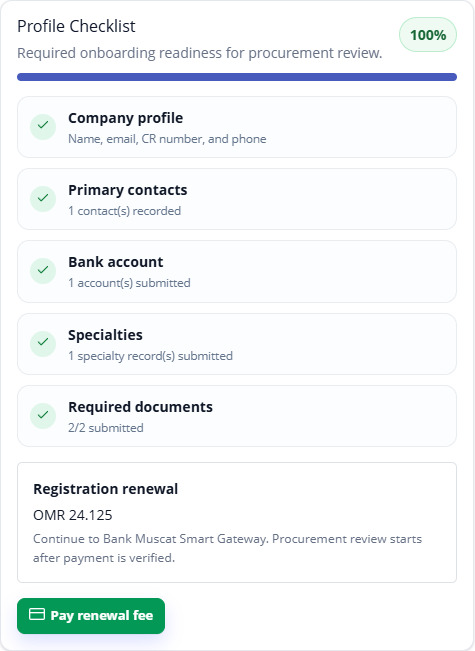 Profile Checklist
100%
Required onboarding readiness for procurement review.
Company profile
Name, email, CR number, and phone
Primary contacts
1 contact(s) recorded
Bank account
1 account(s) submitted
Specialties
1 specialty record(s) submitted
Required documents
2/2 submitted
Registration renewal
OMR 24.125
Continue to Bank Muscat Smart Gateway. Procurement review starts
after payment is verified.
Pay renewal fee